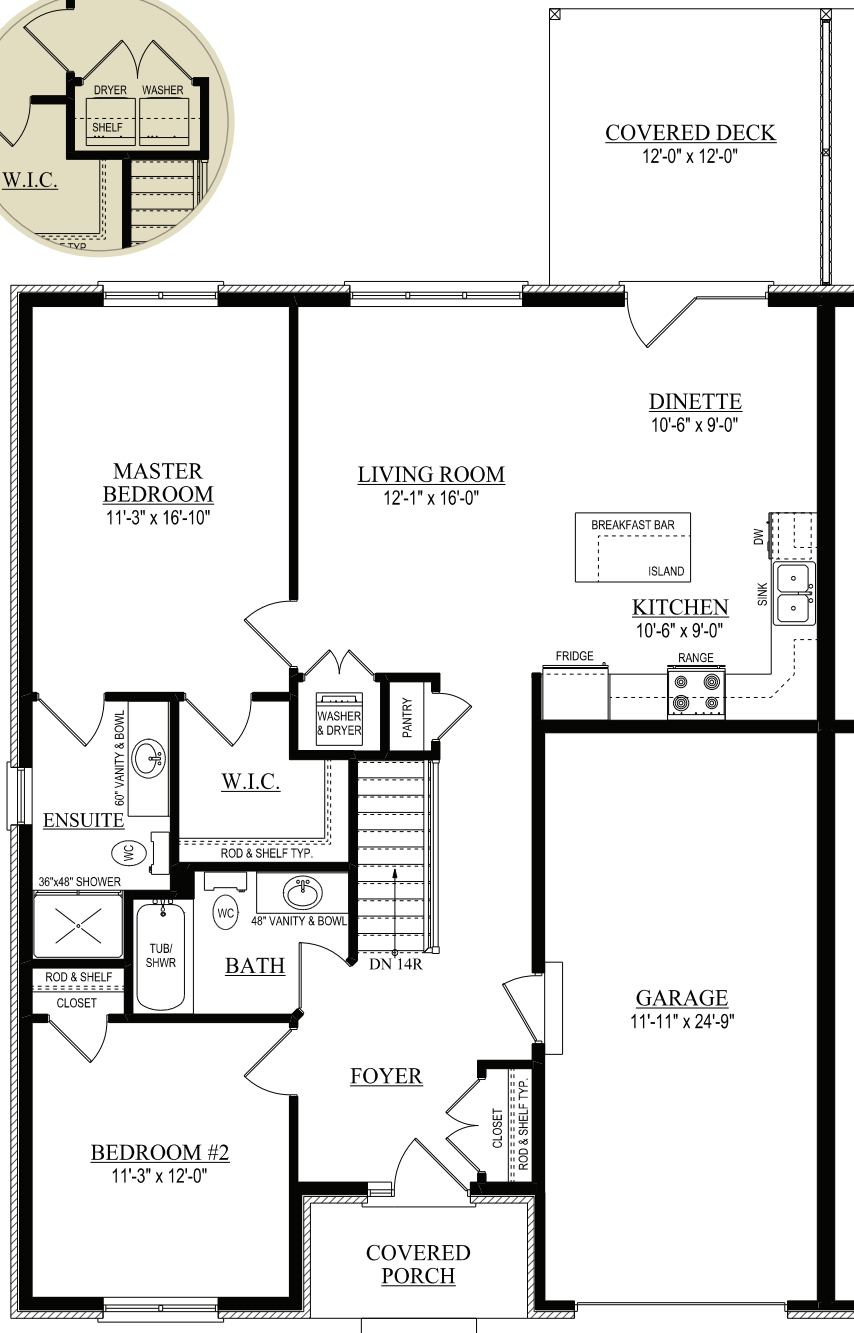 DRYER WASHER
SHELF
W.I.C.
COVERED DECK
12'-0" x 12'-0"
DINETTE
10'-6" x 9'-0"
MASTER
BEDROOM
11'-3" x 16'-10"
LIVING ROOM
12'-1" x 16'-0"
BREAKFAST BAR
ISLAND
DW
SINK
KITCHEN
10'-6" x 9'-0"
FRIDGE
RANGE
WASHER
& DRYER
PANTRY
60" VANITY & BOWL
W.I.C.
ENSUITE
WC
ROD & SHELF TYP.
36"x48" SHOWER
WC
48" VANITY & BOWL
TUB/
SHWR
BATH
DN 14R
ROD & SHELF
CLOSET
GARAGE
11'-11" x 24'-9"
FOYER
CLOSET
ROD & SHELF TYP.
BEDROOM #2
11'-3" x 12'-0"
COVERED
PORCH